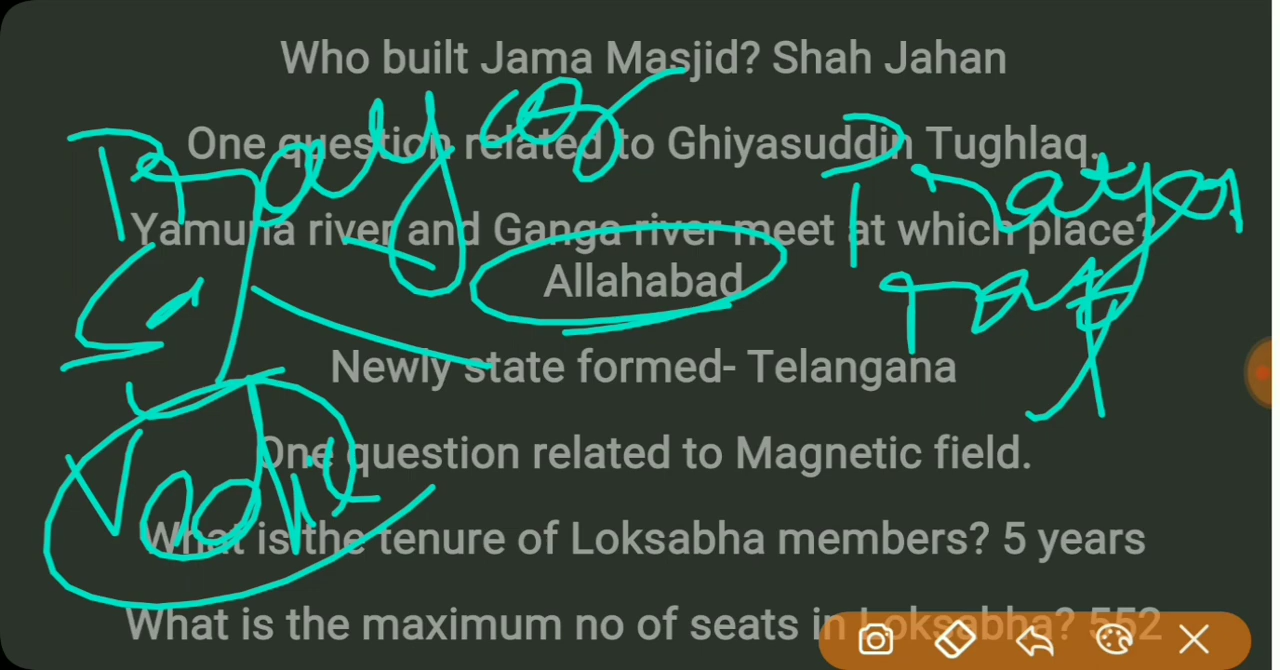 Who built Jama Masjid? Shah Jahan
One question related to Ghiyasuddin Tughlaq.
Yamuna river and Ganga river meet at which place?
Allahabad
Newly state formed- Telangana
One question related to Magnetic field.
What is the tenure of Loksabha members? 5 years
What is the maximum no of seats in Loksabha? 552